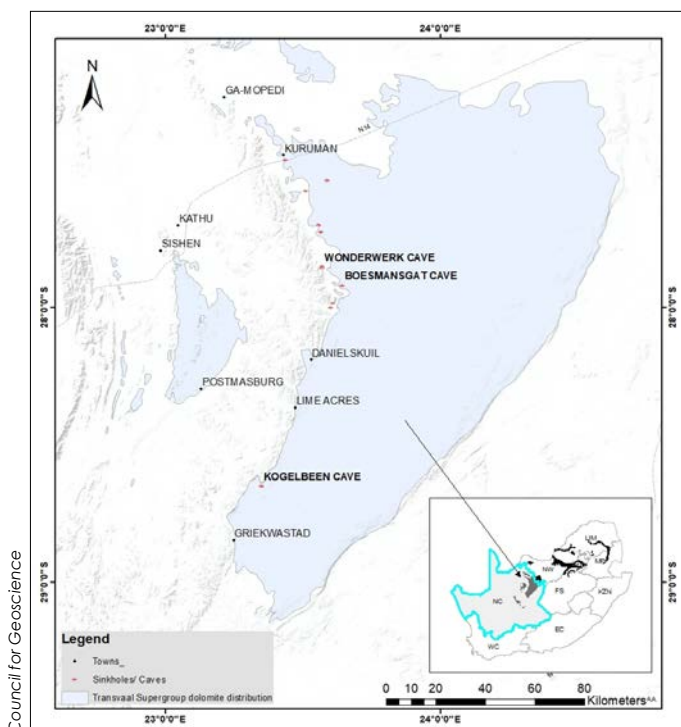 23°0'0"E
24°0'0"E
N
GA-MOPEDI
N14
KURUMAN
KATHU
SISHEN
WONDERWERK CAVE
BOESMANSGAT CAVE
28°0'0"S
28°0'0"S
DANIELSKUIL
POSTMASBURG
LIME ACRES
KOGELBEEN CAVE
GRIEKWASTAD
29°0'0"S
29°0'0"S
LIM
MP
NW
NC
FS
KZN
EC
WC
Legend
Towns_
Sinkholes/ Caves
Transvaal Supergroup dolomite distribution
0 5 10 20 40 60 80
Kilometers
23°0'0"E
24°0'0"E
Council for Geoscience